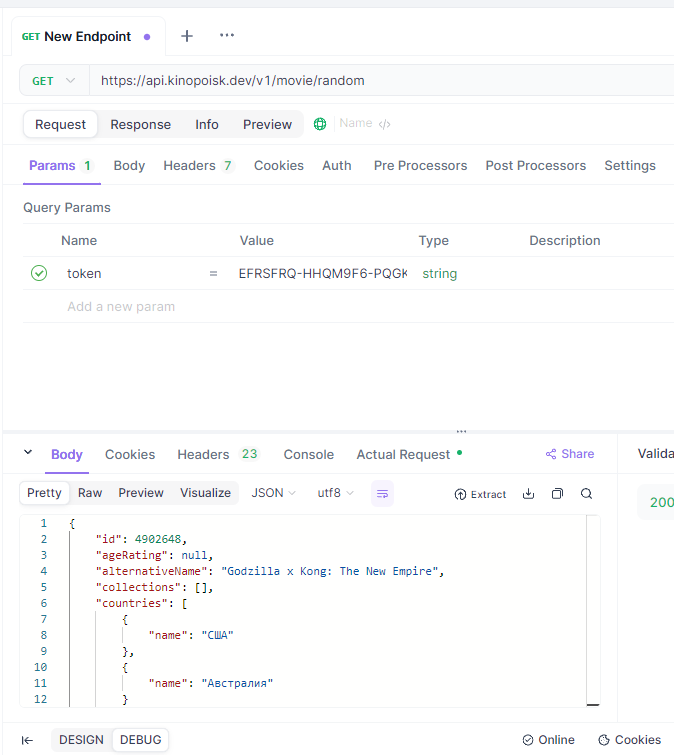 GET New Endpoint
GET https://api.kinopoisk.dev/v1/movie/random
Request Response Info Preview Name </>
Params 1 Body Headers 7 Cookies Auth Pre Processors Post Processors Settings
Query Params
Name Value Type Description
token = EFRSFRQ-HHQM9F6-PQGK string
Add a new param
Body Cookies Headers 23 Console Actual Request Share Valida
Pretty Raw Preview Visualize JSON utf8 Extract 200
1 {
2 "id": 4902648,
3 "ageRating": null,
4 "alternativeName": "Godzilla x Kong: The New Empire",
5 "collections": [],
6 "countries": [
7 {
8 "name": "США"
9 },
10 {
11 "name": "Австралия"
12 }
DESIGN DEBUG Online Cookies